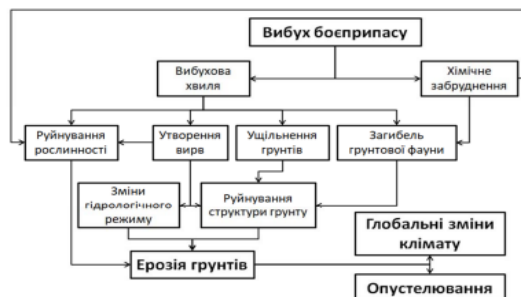 Вибух боєприпасу
Вибухова
хвиля
Хімічне
забруднення
Руйнування
рослинності
Утворення
вирв
Ущільнення
грунтів
Загибель
грунтової фауни
Зміни
гідрологічного
режиму
Руйнування
структури грунту
Глобальні зміни
клімату
Ерозія грунтів
Опустелювання